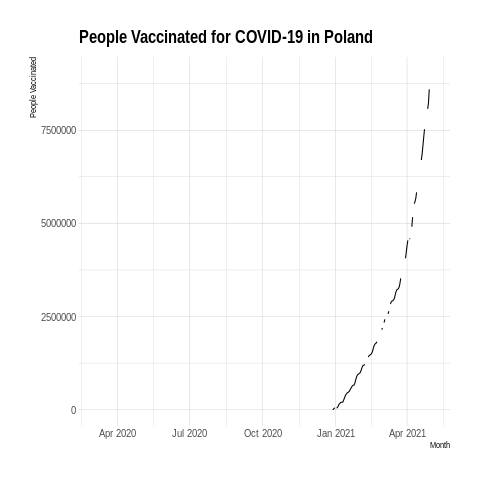 People Vaccinated for COVID-19 in Poland
People Vaccinated
7500000
5000000
2500000
0
Apr 2020 Jul 2020 Oct 2020 Jan 2021 Apr 2021
Month